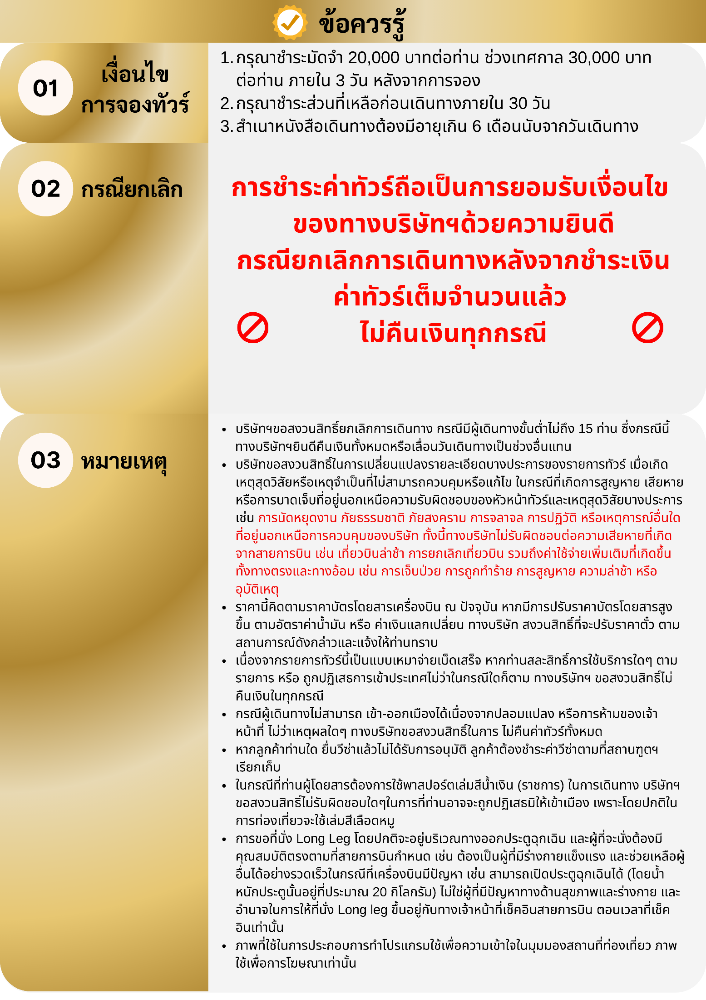 ข้อควรรู้
01
เงื่อนไข
การจองทัวร์
1. กรุณาชำระมัดจำ 20,000 บาทต่อท่าน ช่วงเทศกาล 30,000 บาท
ต่อท่าน ภายใน 3 วัน หลังจากการจอง
2. กรุณาชำระส่วนที่เหลือก่อนเดินทางภายใน 30 วัน
3. สำเนาหนังสือเดินทางต้องมีอายุเกิน 6 เดือนนับจากวันเดินทาง
02
กรณียกเลิก
การชำระค่าทัวร์ถือเป็นการยอมรับเงื่อนไข
ของทางบริษัทฯด้วยความยินดี
กรณียกเลิกการเดินทางหลังจากชำระเงิน
ค่าทัวร์เต็มจำนวนแล้ว
ไม่คืนเงินทุกกรณี
03
หมายเหตุ
• บริษัทฯขอสงวนสิทธิ์ยกเลิกการเดินทาง กรณีมีผู้เดินทางขั้นต่ำไม่ถึง 15 ท่าน ซึ่งกรณีนี้
ทางบริษัทฯยินดีคืนเงินทั้งหมดหรือเลื่อนวันเดินทางเป็นช่วงอื่นแทน
• บริษัทขอสงวนสิทธิ์ในการเปลี่ยนแปลงรายละเอียดบางประการของรายการทัวร์ เมื่อเกิด
เหตุสุดวิสัยหรือเหตุจำเป็นที่ไม่สามารถควบคุมหรือแก้ไข ในกรณีที่เกิดการสูญหาย เสียหาย
หรือการบาดเจ็บที่อยู่นอกเหนือความรับผิดชอบของหัวหน้าทัวร์และเหตุสุดวิสัยบางประการ
เช่น การนัดหยุดงาน ภัยธรรมชาติ ภัยสงคราม การจลาจล การปฏิวัติ หรือเหตุการณ์อื่นใด
ที่อยู่นอกเหนือการควบคุมของบริษัท ทั้งนี้ทางบริษัทไม่รับผิดชอบต่อความเสียหายที่เกิด
จากสายการบิน เช่น เที่ยวบินล่าช้า การยกเลิกเที่ยวบิน รวมถึงค่าใช้จ่ายเพิ่มเติมที่เกิดขึ้น
ทั้งทางตรงและทางอ้อม เช่น การเจ็บป่วย การถูกทำร้าย การสูญหาย ความล่าช้า หรือ
อุบัติเหตุ
• ราคานี้คิดตามราคาบัตรโดยสารเครื่องบิน ณ ปัจจุบัน หากมีการปรับราคาบัตรโดยสารสูง
ขึ้น ตามอัตราค่าน้ำมัน หรือ ค่าเงินแลกเปลี่ยน ทางบริษัท สงวนสิทธิ์ที่จะปรับราคาตั๋ว ตาม
สถานการณ์ดังกล่าวและแจ้งให้ท่านทราบ
• เนื่องจากรายการทัวร์นี้เป็นแบบเหมาจ่ายเบ็ดเสร็จ หากท่านสละสิทธิ์การใช้บริการใดๆ ตาม
รายการ หรือ ถูกปฏิเสธการเข้าประเทศไม่ว่าในกรณีใดก็ตาม ทางบริษัทฯ ขอสงวนสิทธิ์ไม่
คืนเงินในทุกกรณี
• กรณีผู้เดินทางไม่สามารถ เข้า-ออกเมืองได้เนื่องจากปลอมแปลง หรือการห้ามของเจ้า
หน้าที่ ไม่ว่าเหตุผลใดๆ ทางบริษัทขอสงวนสิทธิ์ในการ ไม่คืนค่าทัวร์ทั้งหมด
• หากลูกค้าท่านใด ยื่นวีซ่าแล้วไม่ได้รับการอนุมัติ ลูกค้าต้องชำระค่าวีซ่าตามที่สถานฑูตฯ
เรียกเก็บ
• ในกรณีที่ท่านผู้โดยสารต้องการใช้พาสปอร์ตเล่มสีน้ำเงิน (ราชการ) ในการเดินทาง บริษัทฯ
ขอสงวนสิทธิ์ไม่รับผิดชอบใดๆในการที่ท่านอาจจะถูกปฏิเสธมิให้เข้าเมือง เพราะโดยปกติใน
การท่องเที่ยวจะใช้เล่มสีเลือดหมู
• การขอที่นั่ง Long Leg โดยปกติจะอยู่บริเวณทางออกประตูฉุกเฉิน และผู้ที่จะนั่งต้องมี
คุณสมบัติตรงตามที่สายการบินกำหนด เช่น ต้องเป็นผู้ที่มีร่างกายแข็งแรง และช่วยเหลือผู้
อื่นได้อย่างรวดเร็วในกรณีที่เครื่องบินมีปัญหา เช่น สามารถเปิดประตูฉุกเฉินได้ (โดยน้ำ
หนักประตูนั้นอยู่ที่ประมาณ 20 กิโลกรัม) ไม่ใช่ผู้ที่มีปัญหาทางด้านสุขภาพและร่างกาย และ
อำนาจในการให้ที่นั่ง Long leg ขึ้นอยู่กับทางเจ้าหน้าที่เช็คอินสายการบิน ตอนเวลาที่เช็ค
อินเท่านั้น
• ภาพที่ใช้ในการประกอบการทำโปรแกรมใช้เพื่อความเข้าใจในมุมมองสถานที่ท่องเที่ยว ภาพ
ใช้เพื่อการโฆษณาเท่านั้น